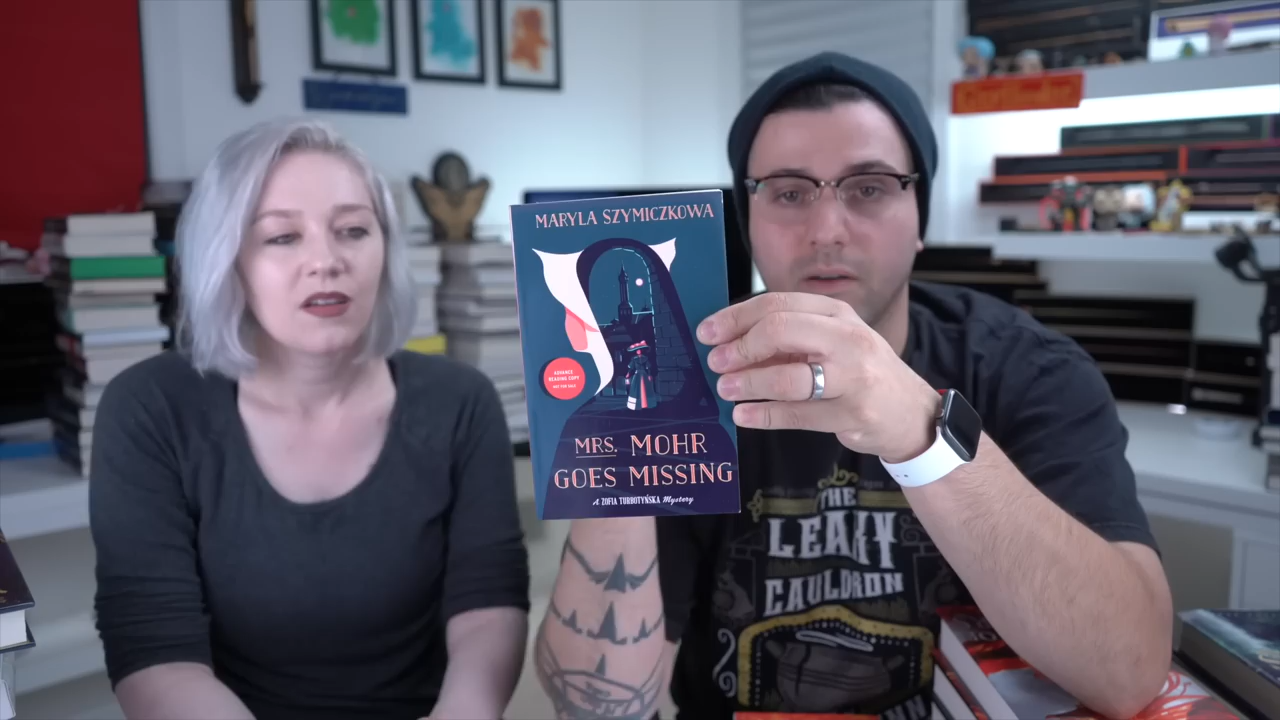 MARYLA SZYMICZKOWA
ADVANCE
READING COPY
NOT FOR SALE
MRS. MOHR
GOES MISSING
A ZOFIA TURBOTYŃSKA Mystery
THE
LEAKY
CAULDRON